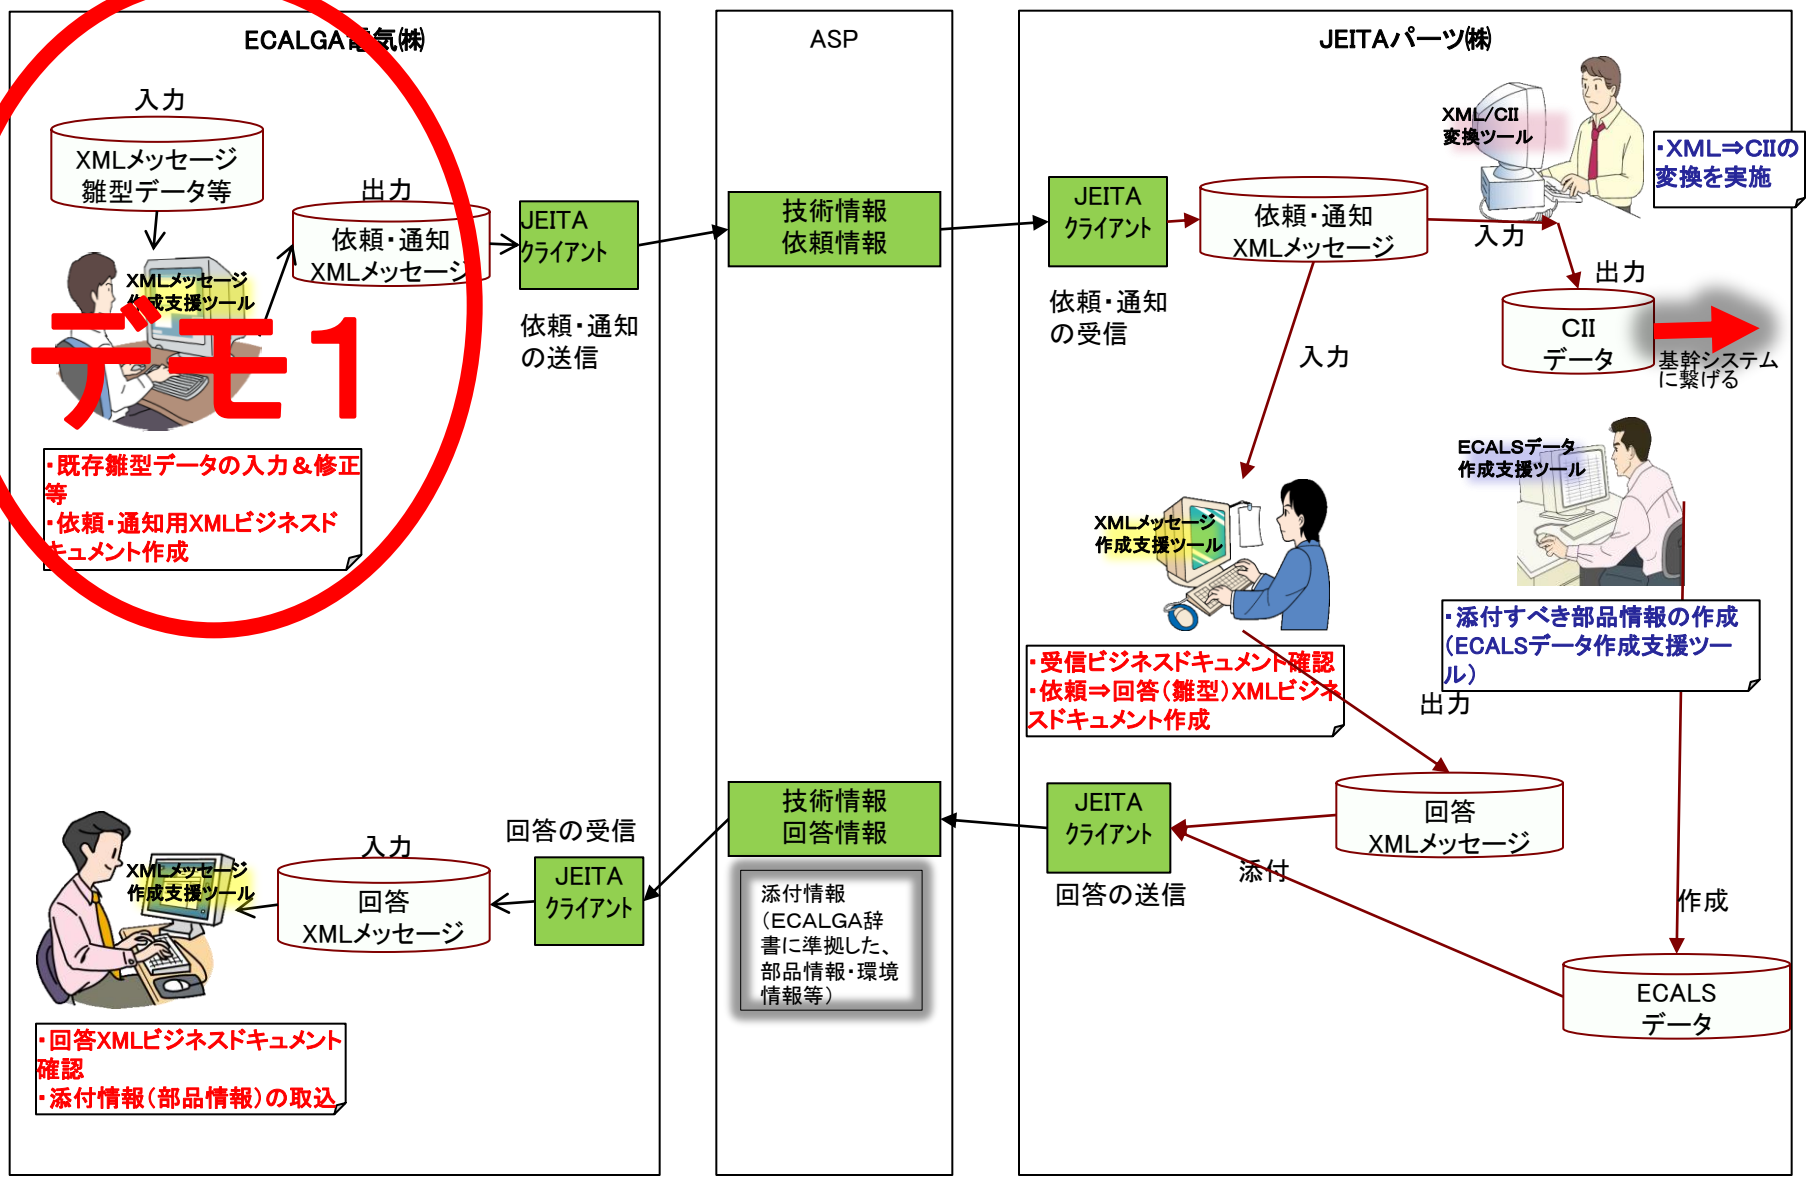 ECALGA電気㈱
入力
XMLメッセージ
雛型データ等
出力
依頼・通知
XMLメッセージ
JEITA
クライアント
依頼・通知
の送信
XMLメッセージ
作成支援ツール
デモ1
・既存雛型データの入力＆修正
等
・依頼・通知用XMLビジネスド
キュメント作成
回答の受信
JEITA
クライアント
入力
回答
XMLメッセージ
XMLメッセージ
作成支援ツール
・回答XMLビジネスドキュメント
確認
・添付情報（部品情報）の取込
ASP
技術情報
依頼情報
技術情報
回答情報
添付情報
（ECALGA辞
書に準拠した、
部品情報・環境
情報等）
JEITAパーツ㈱
XML/CII
変換ツール
・XML⇒CIIの
変換を実施
JEITA
クライアント
依頼・通知
の受信
依頼・通知
XMLメッセージ
入力
出力
CII
データ
基幹システム
に繋げる
入力
XMLメッセージ
作成支援ツール
ECALSデータ
作成支援ツール
・添付すべき部品情報の作成
（ECALSデータ作成支援ツー
ル）
・受信ビジネスドキュメント確認
・依頼⇒回答（雛型）XMLビジネ
スドキュメント作成
出力
JEITA
クライアント
回答の送信
回答
XMLメッセージ
添付
作成
ECALS
データ